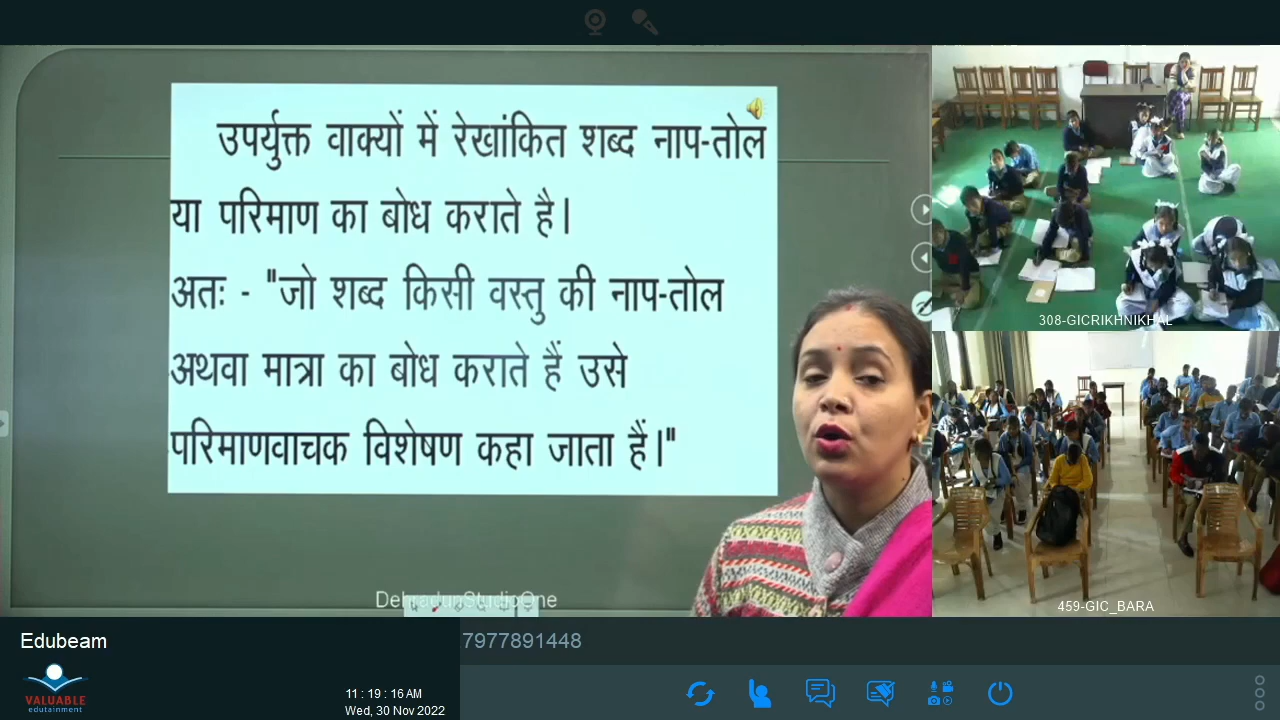 उपर्युक्त वाक्यों में रेखांकित शब्द नाप-तोल
या परिमाण का बोध कराते है।
अतः - "जो शब्द किसी वस्तु की नाप-तोल
अथवा मात्रा का बोध कराते हैं उसे
परिमाणवाचक विशेषण कहा जाता हैं।"
DehradunStudioOne
308-GICRIKHNIKHAL
459-GIC_BARA
Edubeam
7977891448
VALUABLE
edutainment
11 : 19 : 16 AM
Wed, 30 Nov 2022